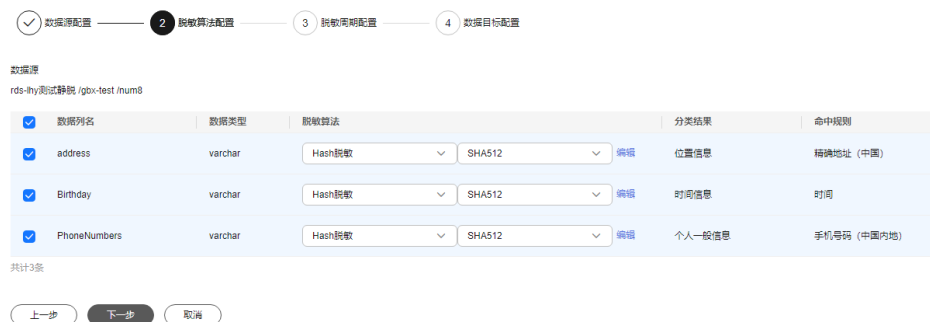 数据源配置 2 脱敏算法配置 3 脱敏周期配置 4 数据目标配置
数据源
rds-lhy测试静脱 /gbx-test /num8
数据列名 数据类型 脱敏算法 分类结果 命中规则
address varchar Hash脱敏 SHA512 编辑 位置信息 精确地址（中国）
Birthday varchar Hash脱敏 SHA512 编辑 时间信息 时间
PhoneNumbers varchar Hash脱敏 SHA512 编辑 个人一般信息 手机号码（中国内地）
共计3条
上一步 下一步 取消